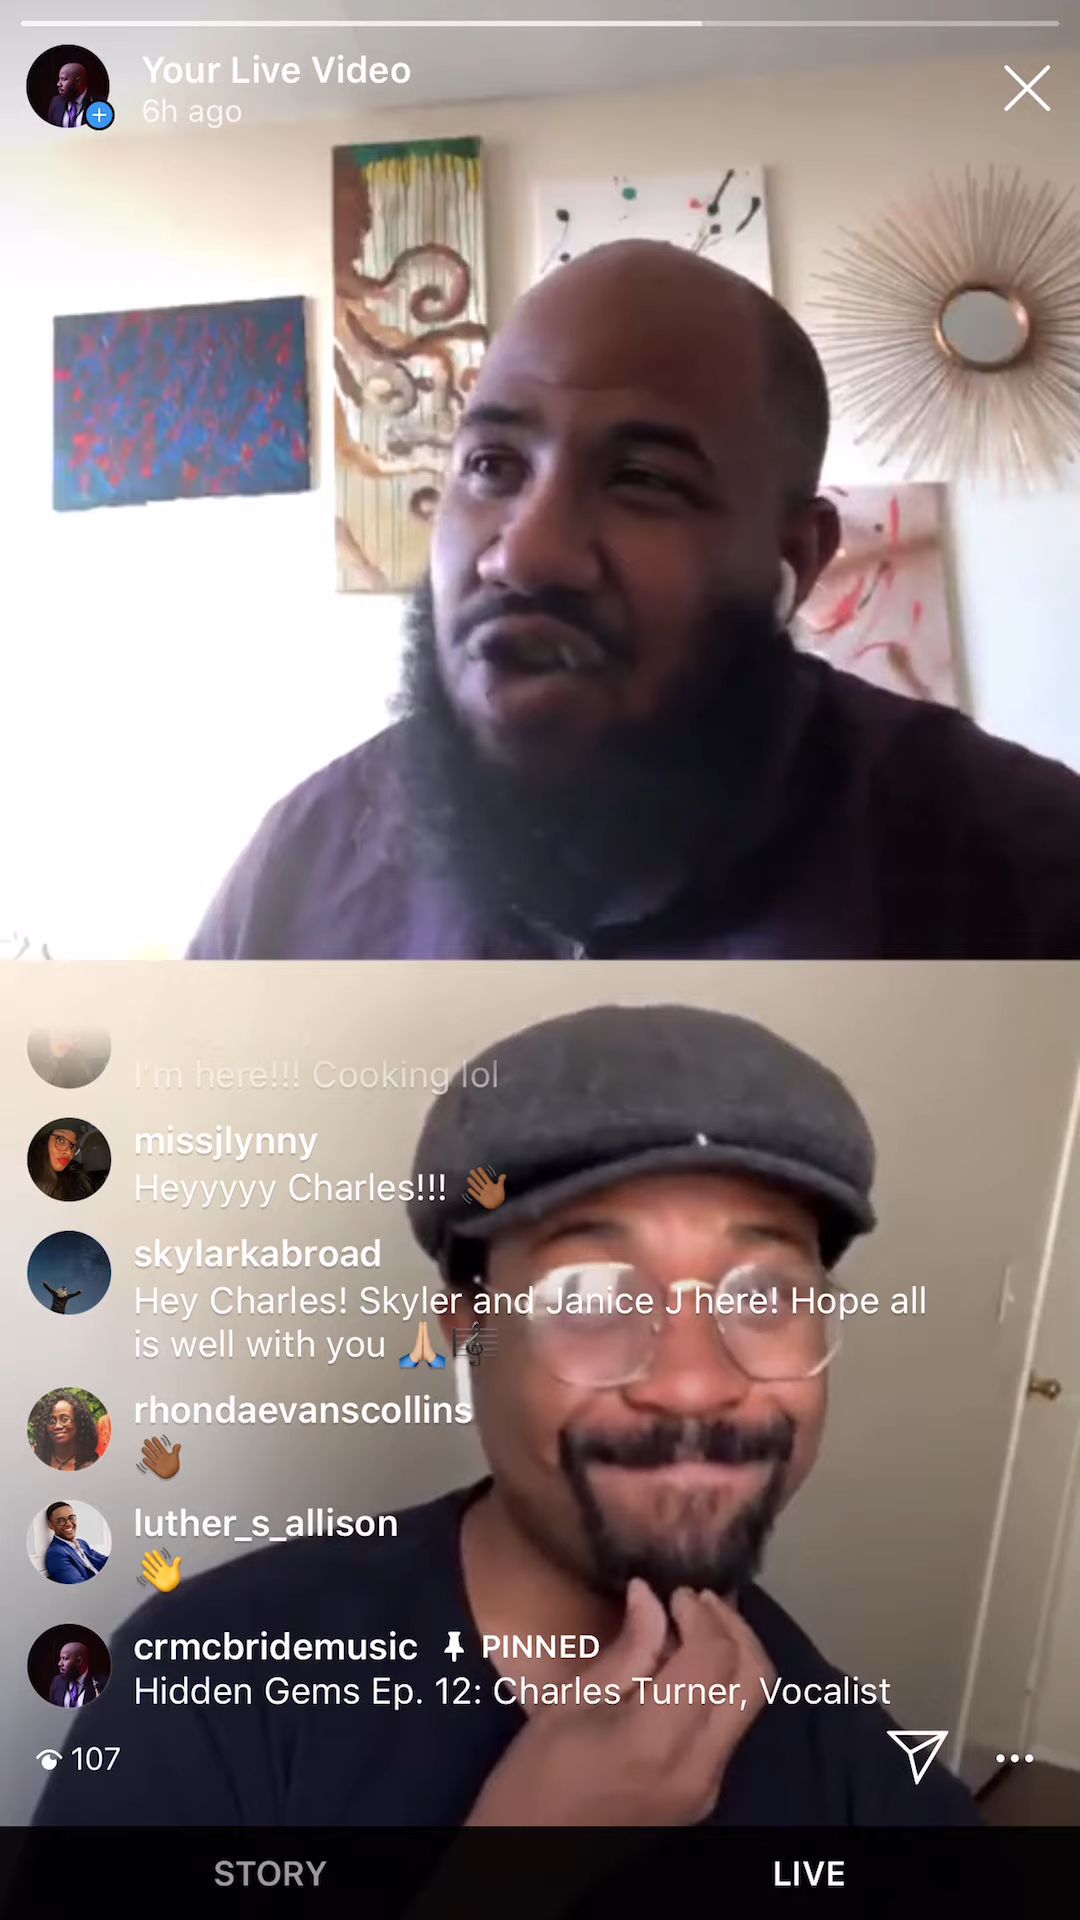 Your Live Video
6h ago
I'm here!!! Cooking lol
missjlynny
Heyyyyy Charles!!! 👋🏾
skylarkabroad
Hey Charles! Skyler and Janice J here! Hope all
is well with you 🙏🏼🎼
rhondaevanscollins
👋🏾
luther_s_allison
👋
crmcbridemusic PINNED
Hidden Gems Ep. 12: Charles Turner, Vocalist
107
STORY LIVE